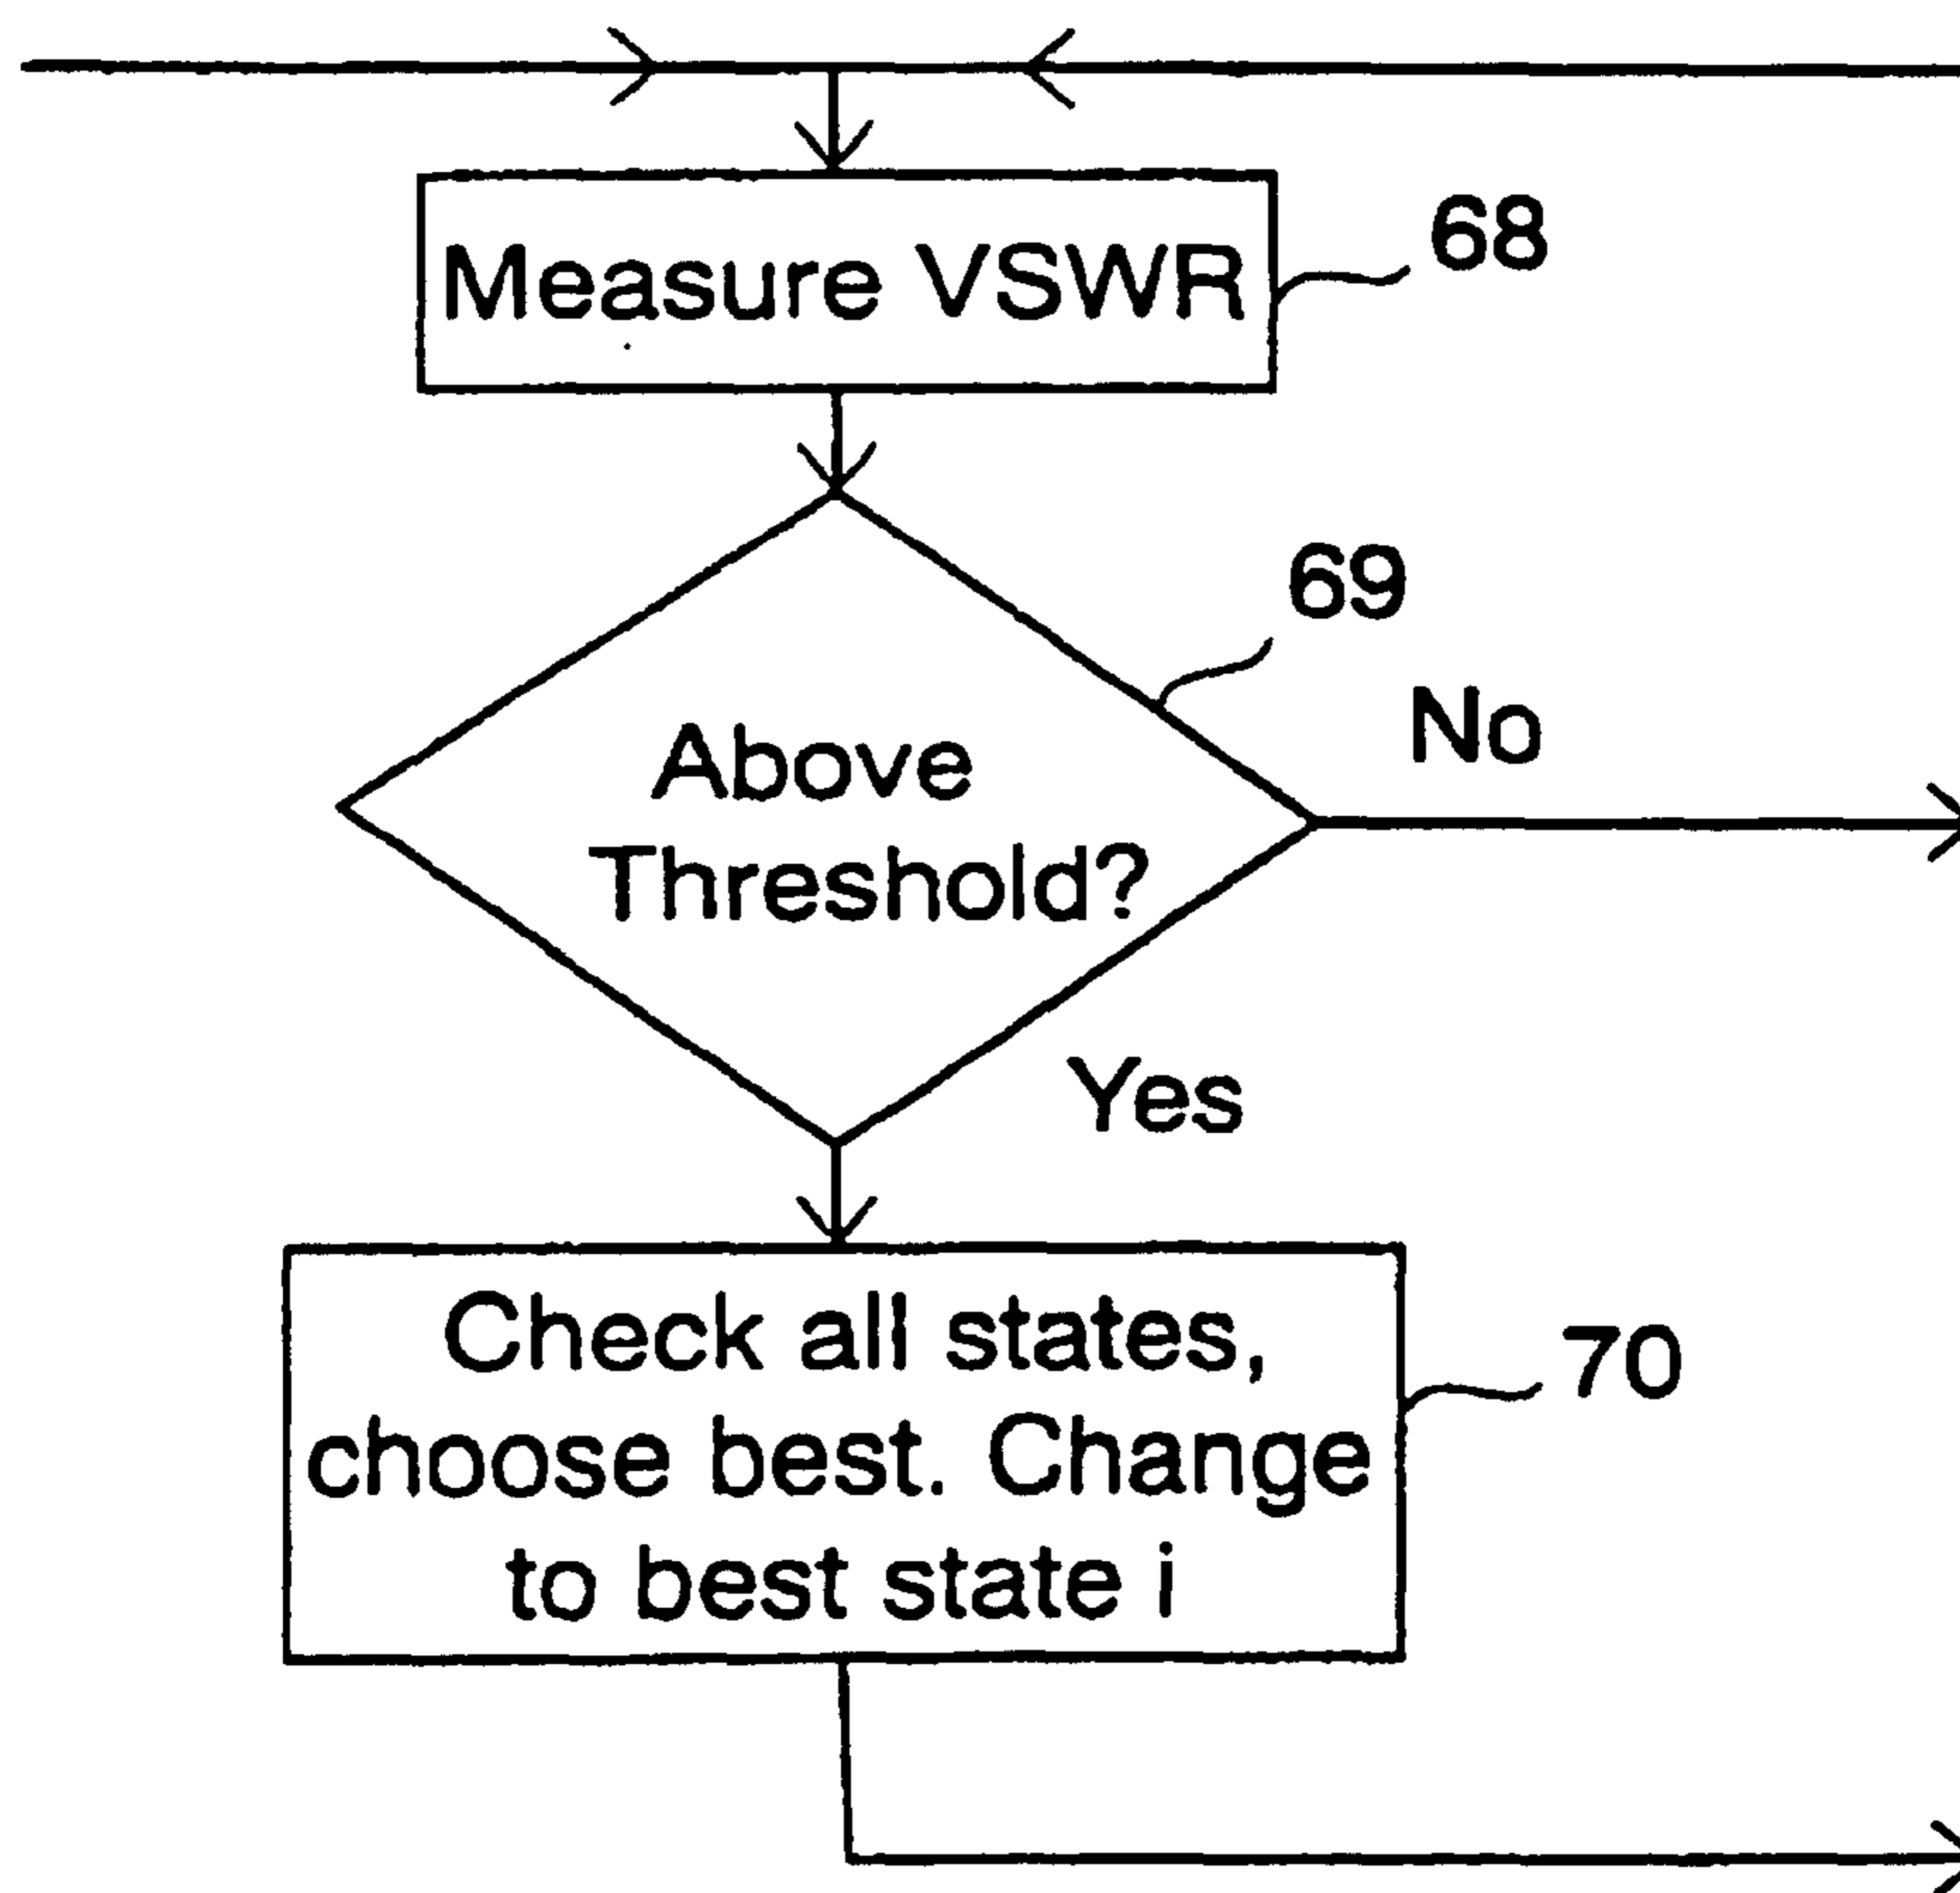 Measure VSWR
68
69
No
Above
Threshold?
Yes
Check all states,
choose best. Change
to best state i
70